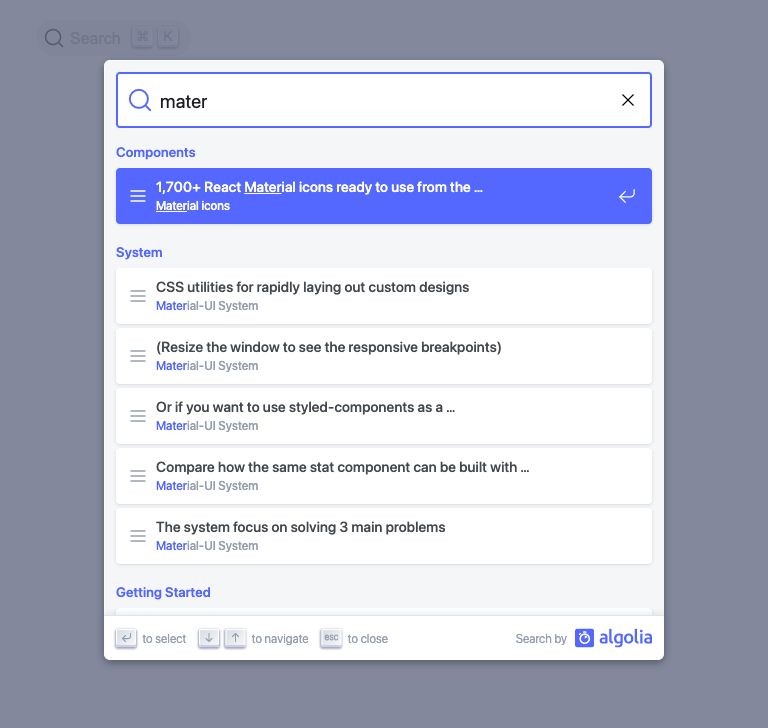 Search ⌘ K
mater
Components
1,700+ React Material icons ready to use from the ...
Material icons
System
CSS utilities for rapidly laying out custom designs
Material-UI System
(Resize the window to see the responsive breakpoints)
Material-UI System
Or if you want to use styled-components as a ...
Material-UI System
Compare how the same stat component can be built with ...
Material-UI System
The system focus on solving 3 main problems
Material-UI System
Getting Started
to select to navigate esc to close Search by algolia